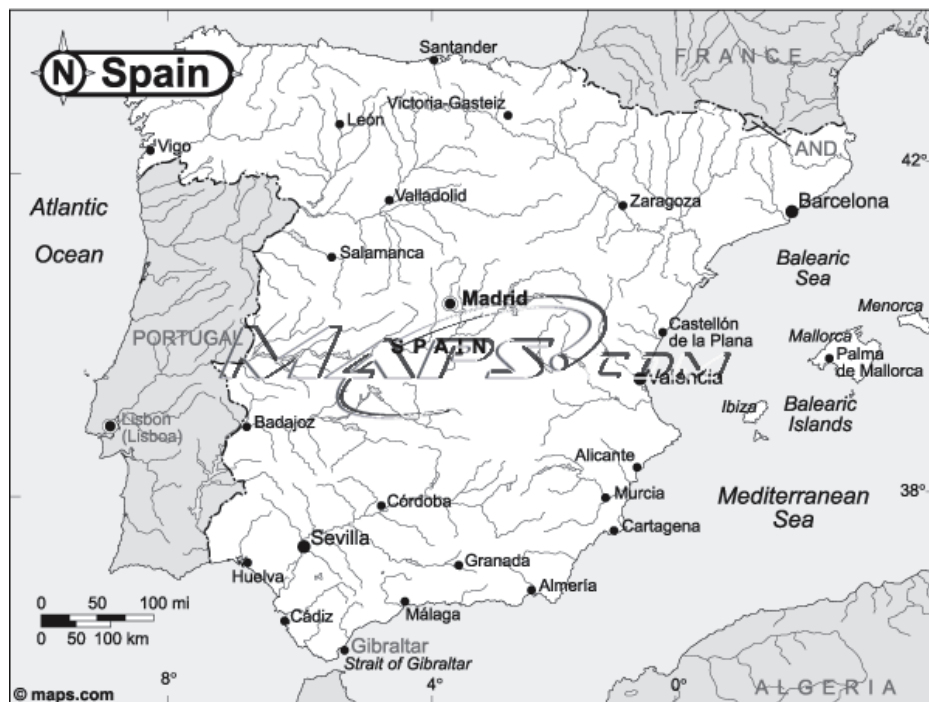 N Spain
Santander
FRANCE
Victoria-Gasteiz
León
Vigo
AND.
42°
Valladolid
Zaragoza
Barcelona
Atlantic
Ocean
Salamanca
Balearic
Sea
Madrid
Menorca
PORTUGAL
SPAIN
Castellón
de la Plana
Mallorca
Palma
de Mallorca
MAPS.COM
Valencia
Ibiza
Balearic
Islands
Lisbon
(Lisboa)
Badajoz
Alicante
Murcia
38°
Mediterranean
Sea
Córdoba
Cartagena
Sevilla
Granada
Huelva
Almería
0 50 100 mi
0 50 100 km
Cádiz
Málaga
Gibraltar
Strait of Gibraltar
8°
4°
0°
ALGERIA
© maps.com